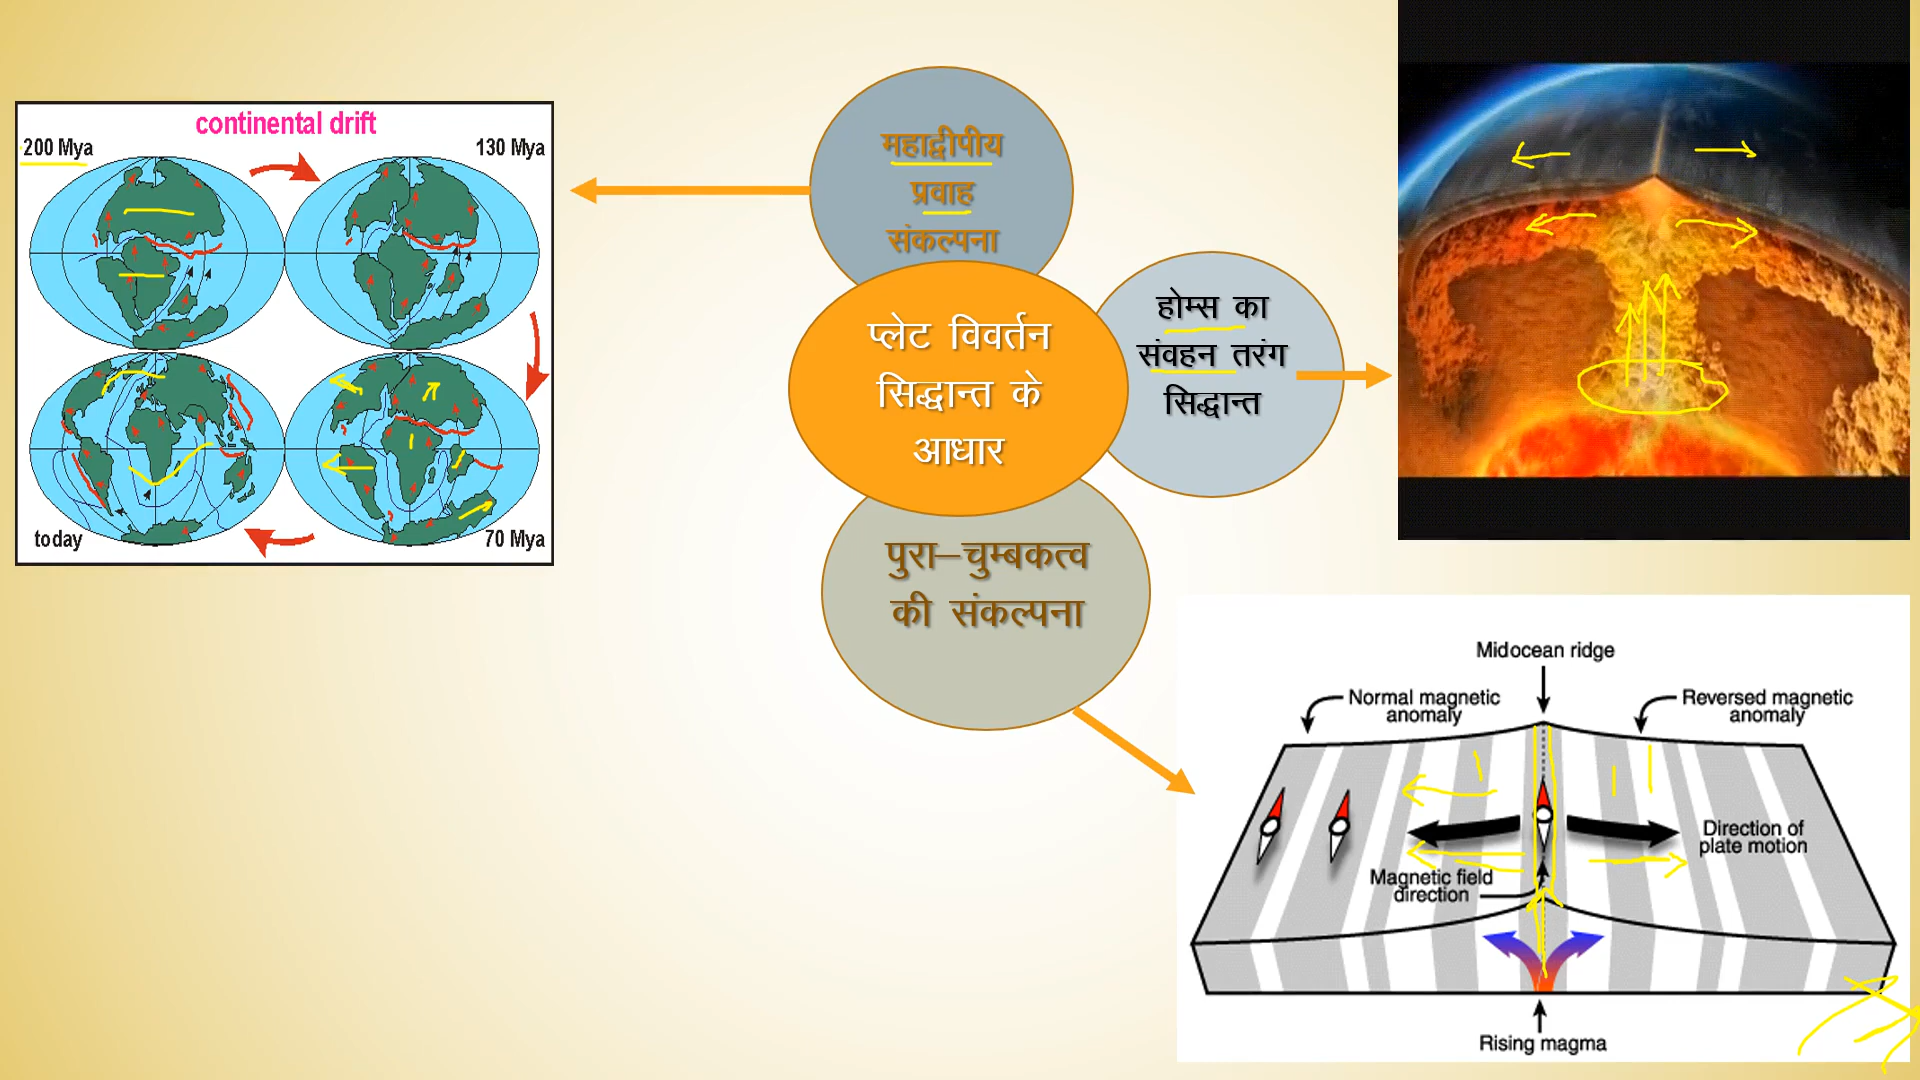 continental drift
200 Mya
130 Mya
today
70 Mya
महाद्वीपीय
प्रवाह
संकल्पना
प्लेट विवर्तन
सिद्धान्त के
आधार
होम्स का
संवहन तरंग
सिद्धान्त
पुरा–चुम्बकत्व
की संकल्पना
Midocean ridge
Normal magnetic
anomaly
Reversed magnetic
anomaly
Direction of
plate motion
Magnetic field
direction
Rising magma